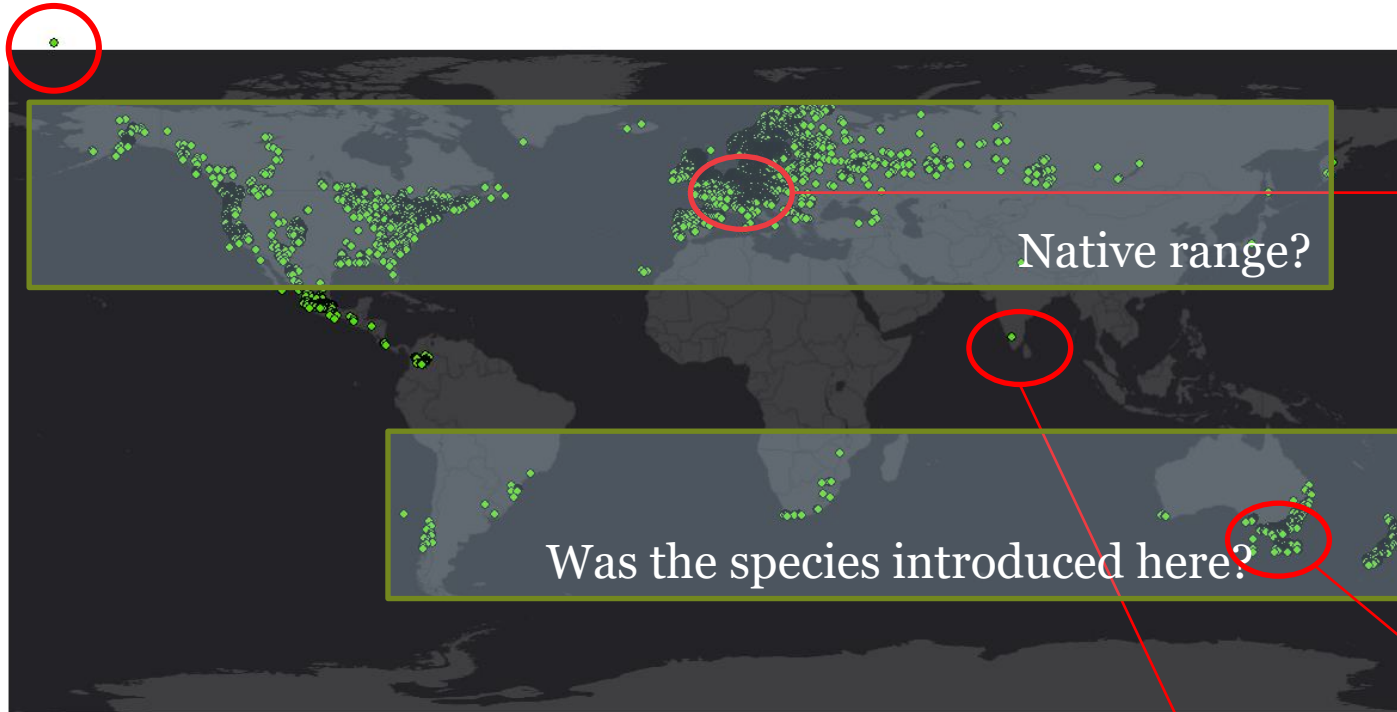 Native range?
Was the species introduced here?